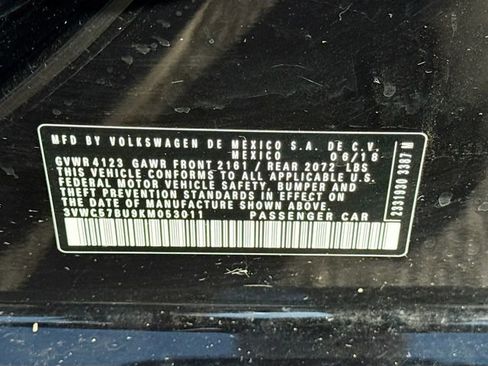 MFD BY VOLKSWAGEN DE MEXICO S.A. DE C.V.
MEXICO 06/18
GVWR 4123 GAWR FRONT 2161 / REAR 2072 LBS
THIS VEHICLE CONFORMS TO ALL APPLICABLE U.S.
FEDERAL MOTOR VEHICLE SAFETY, BUMPER AND
THEFT PREVENTION STANDARDS IN EFFECT ON
THE DATE OF MANUFACTURE SHOWN ABOVE.
3VWC57BU9KM053011 PASSENGER CAR
2331930 3387 M